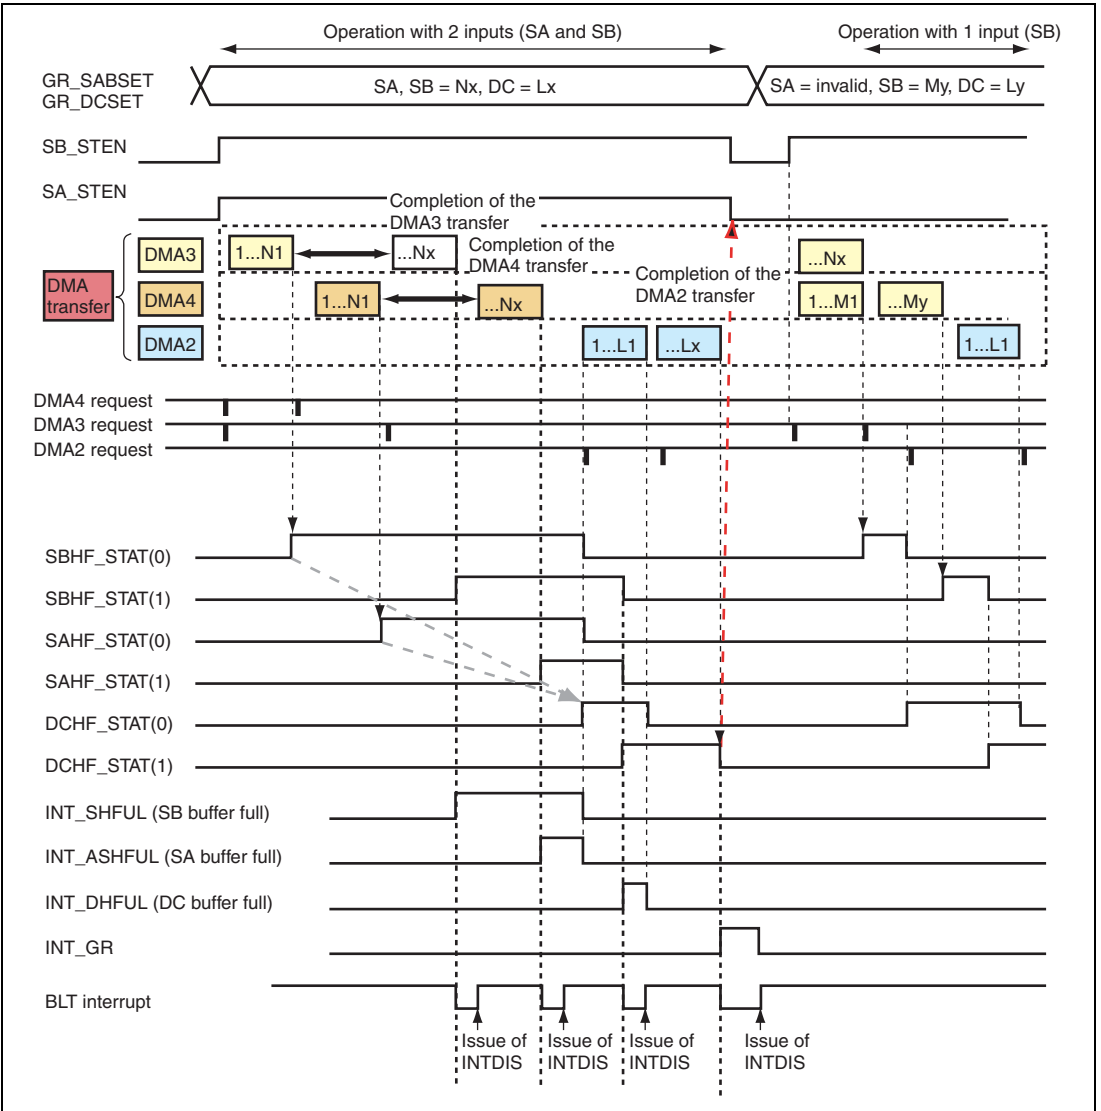 Operation with 2 inputs (SA and SB)
Operation with 1 input (SB)
GR_SABSET
GR_DCSET
SA, SB = Nx, DC = Lx
SA = invalid, SB = My, DC = Ly
SB_STEN
SA_STEN
Completion of the
DMA3 transfer
DMA3
1...N1
...Nx
Completion of the
DMA4 transfer
...Nx
DMA
transfer
DMA4
1...N1
...Nx
Completion of the
DMA2 transfer
1...M1
...My
DMA2
1...L1
...Lx
1...L1
DMA4 request
DMA3 request
DMA2 request
SBHF_STAT(0)
SBHF_STAT(1)
SAHF_STAT(0)
SAHF_STAT(1)
DCHF_STAT(0)
DCHF_STAT(1)
INT_SHFUL (SB buffer full)
INT_ASHFUL (SA buffer full)
INT_DHFUL (DC buffer full)
INT_GR
BLT interrupt
Issue of
INTDIS
Issue of
INTDIS
Issue of
INTDIS
Issue of
INTDIS